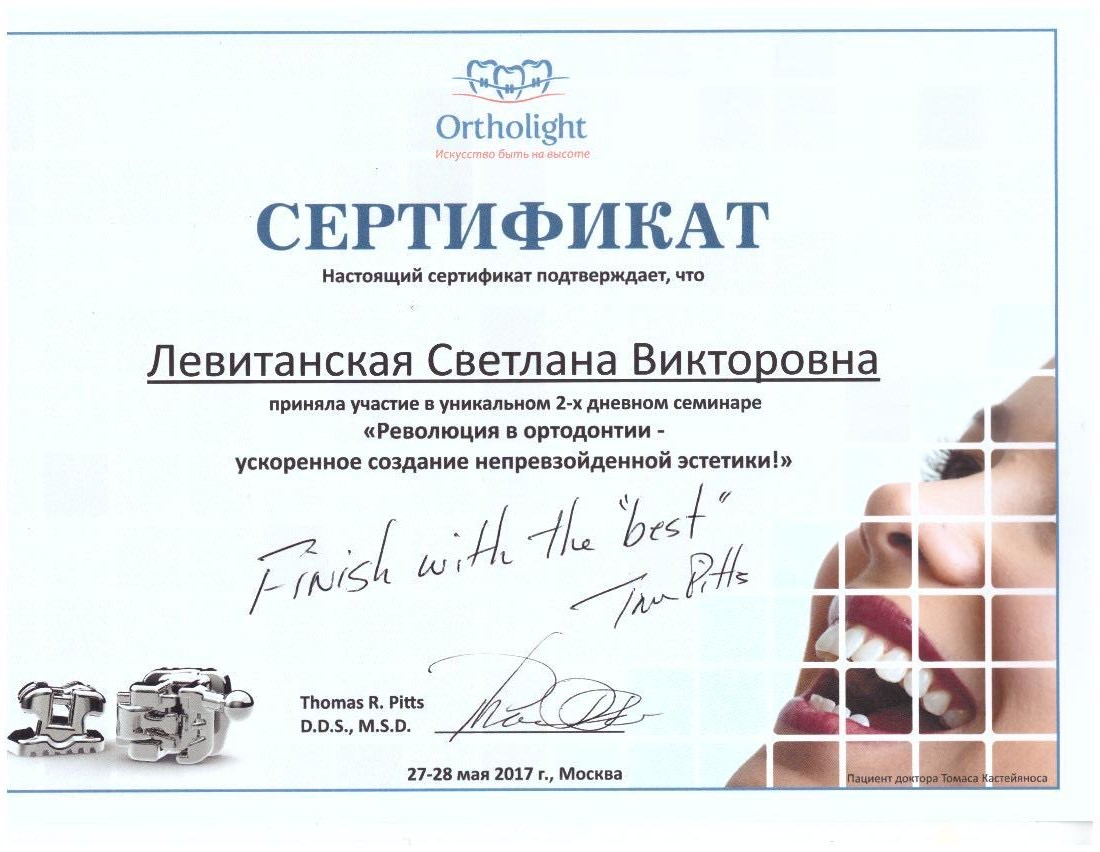 Ortholight
Искусство быть на высоте
СЕРТИФИКАТ
Настоящий сертификат подтверждает, что
Левитанская Светлана Викторовна
приняла участие в уникальном 2-х дневном семинаре
«Революция в ортодонтии -
ускоренное создание непревзойденной эстетики!»
Finish with the "best"
Tom Pitts
Thomas R. Pitts
D.D.S., M.S.D.
27-28 мая 2017 г., Москва
Пациент доктора Томаса Кастейяноса